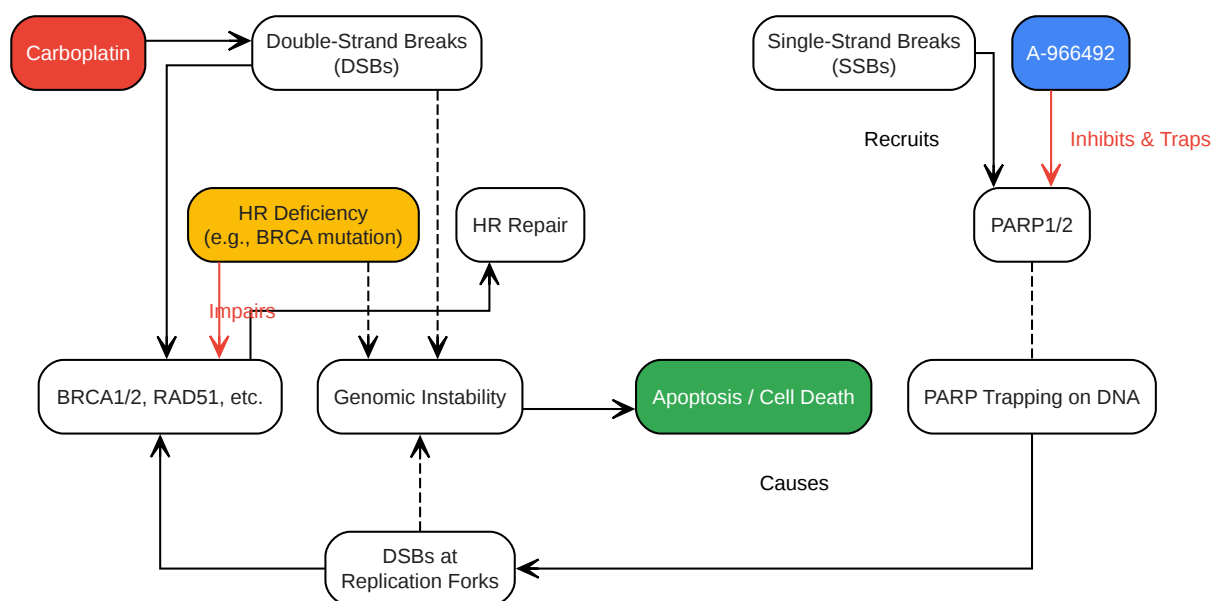 Carboplatin
Double-Strand Breaks
(DSBs)
Single-Strand Breaks
(SSBs)
A-966492
Recruits
Inhibits & Traps
HR Deficiency
(e.g., BRCA mutation)
HR Repair
PARP1/2
Impairs
BRCA1/2, RAD51, etc.
Genomic Instability
Apoptosis / Cell Death
PARP Trapping on DNA
Causes
DSBs at
Replication Forks